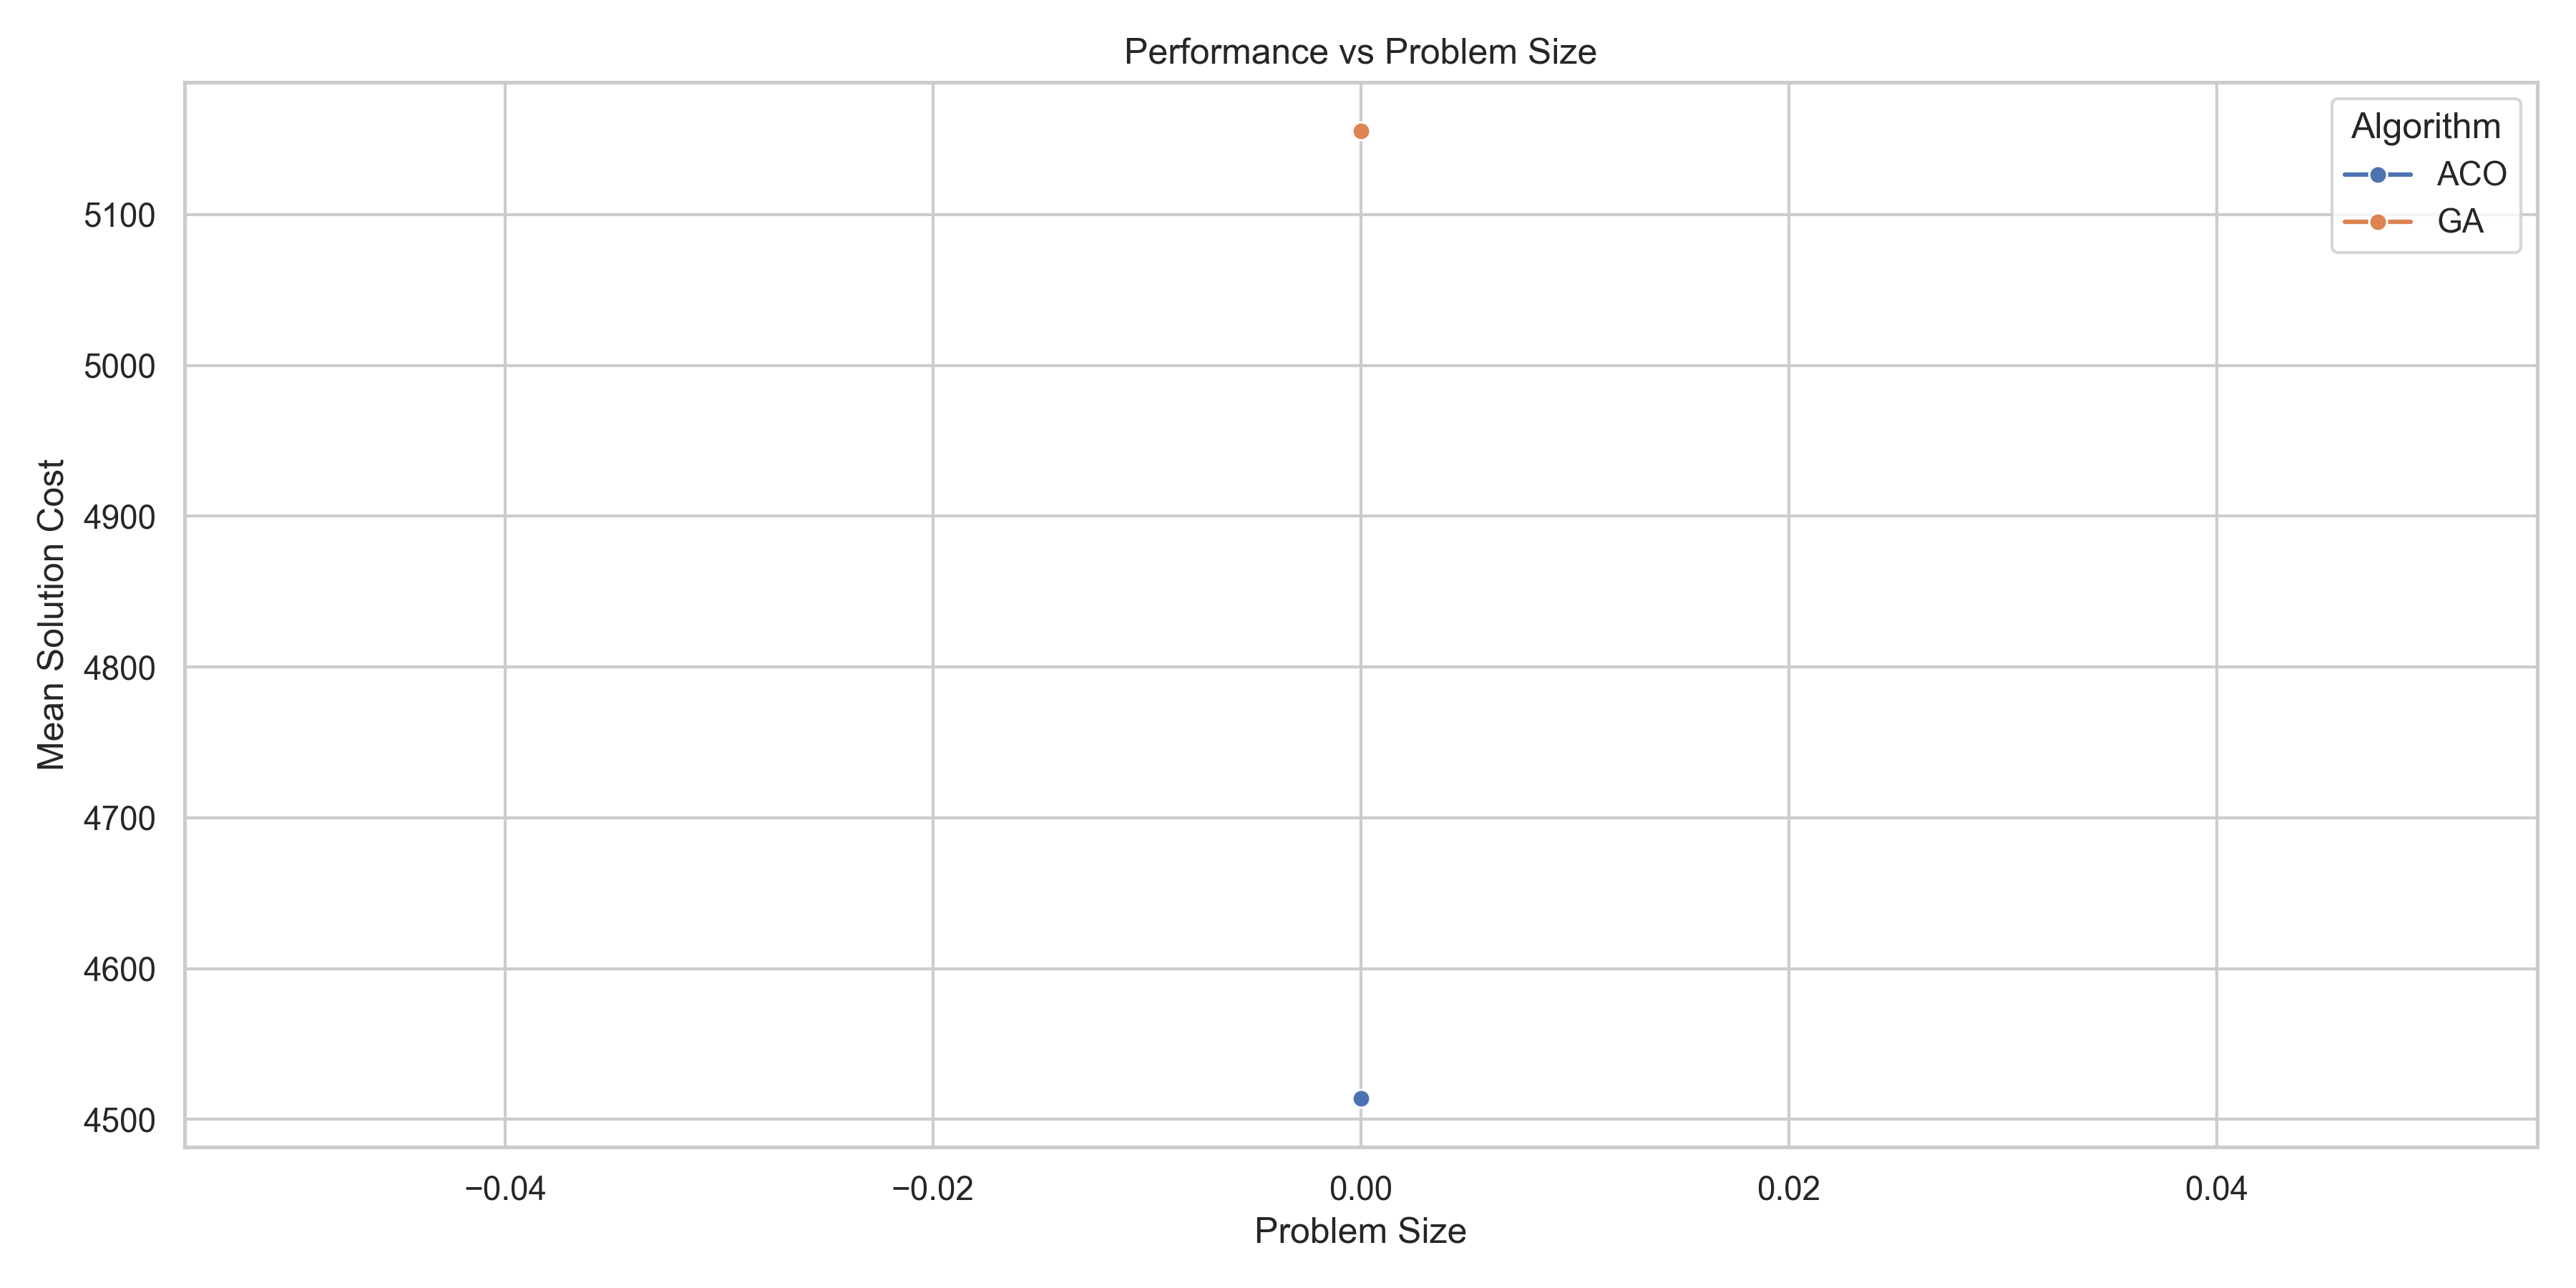 Performance vs Problem Size
Algorithm
ACO
GA
5100
5000
4900
4800
4700
4600
4500
Mean Solution Cost
−0.04
−0.02
0.00
0.02
0.04
Problem Size